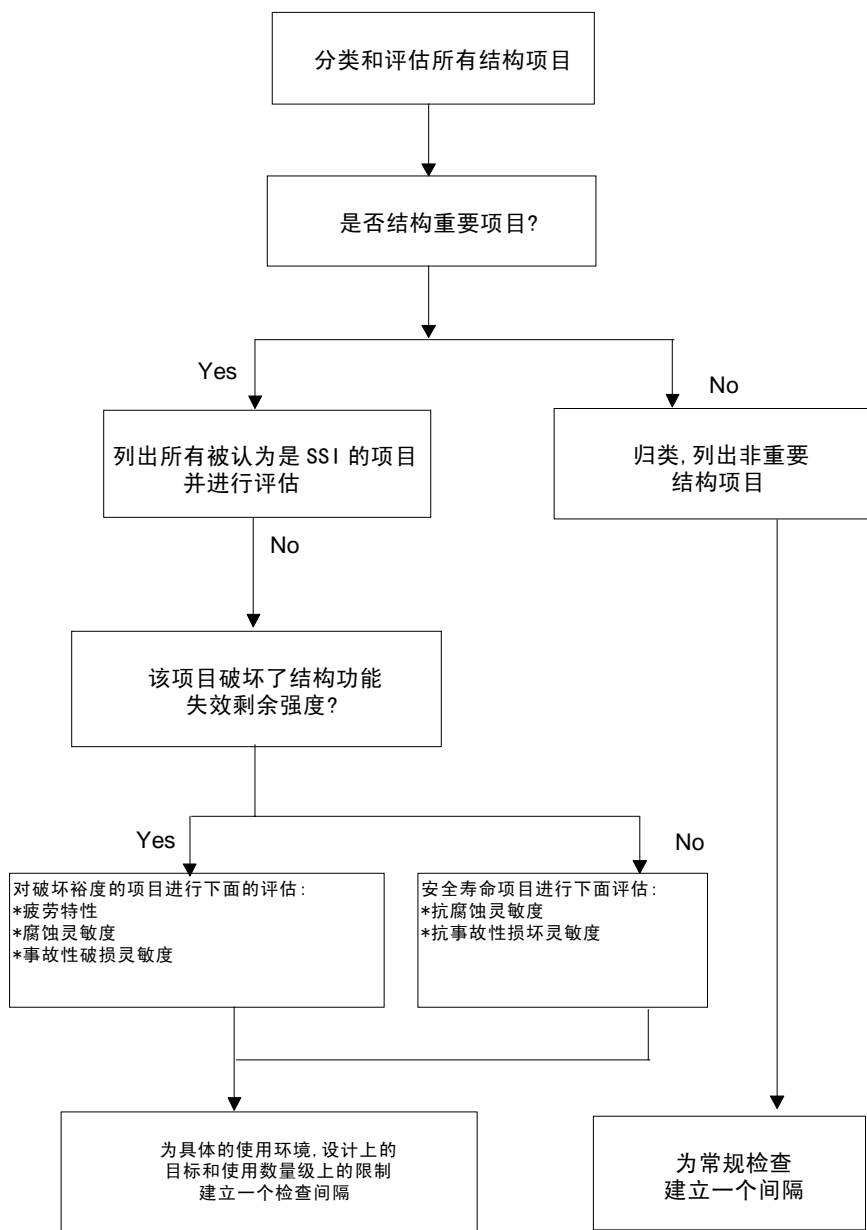 分类和评估所有结构项目
是否结构重要项目?
Yes
No
列出所有被认为是 SSI 的项目
并进行评估
归类,列出非重要
结构项目
No
该项目破坏了结构功能
失效剩余强度?
Yes
No
对破坏裕度的项目进行下面的评估:
*疲劳特性
*腐蚀灵敏度
*事故性破损灵敏度
安全寿命项目进行下面评估:
*抗腐蚀灵敏度
*抗事故性损坏灵敏度
为具体的使用环境,设计上的
目标和使用数量级上的限制
建立一个检查间隔
为常规检查
建立一个间隔